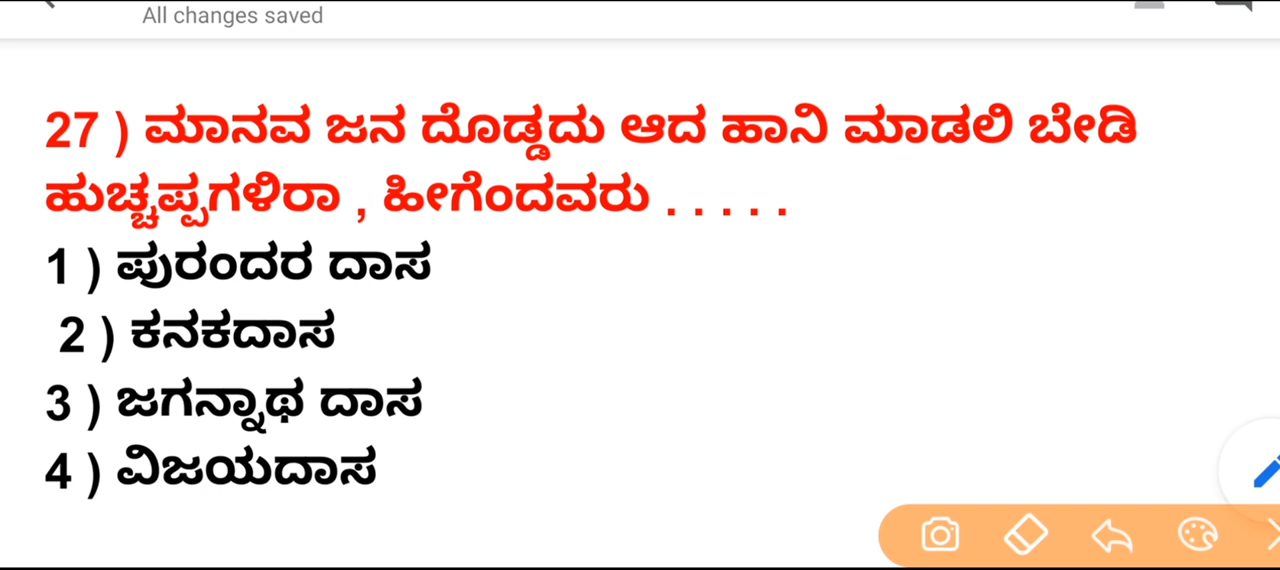 All changes saved
27 ) ಮಾನವ ಜನ ದೊಡ್ಡದು ಆದ ಹಾನಿ ಮಾಡಲಿ ಬೇಡಿ
ಹುಚ್ಚಪ್ಪಗಳಿರಾ , ಹೀಗೆಂದವರು . . . . .
1 ) ಪುರಂದರ ದಾಸ
2 ) ಕನಕದಾಸ
3 ) ಜಗನ್ನಾಥ ದಾಸ
4 ) ವಿಜಯದಾಸ